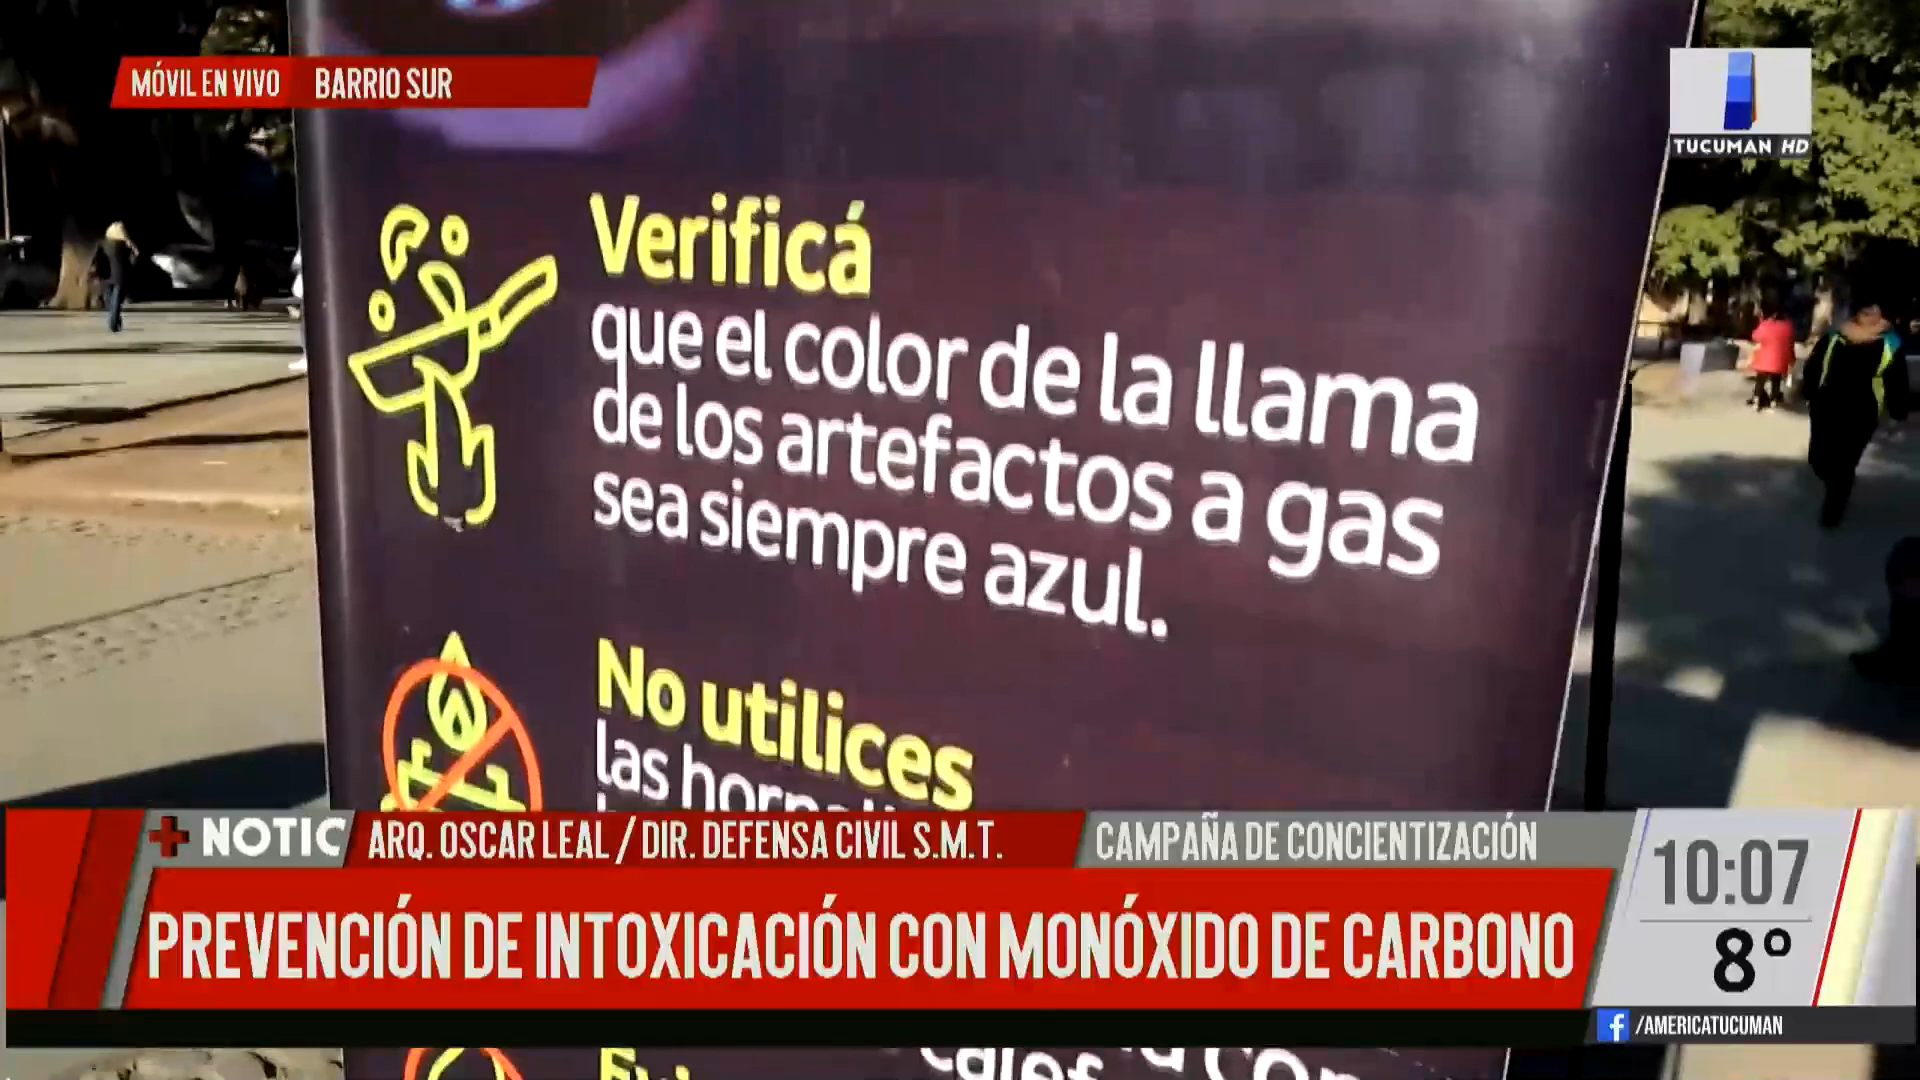 MÓVIL EN VIVO BARRIO SUR
TUCUMAN HD
Verificá
que el color de la llama
de los artefactos a gas
sea siempre azul.
No utilices
las
NOTIC
ARQ. OSCAR LEAL / DIR. DEFENSA CIVIL S.M.T.
CAMPAÑA DE CONCIENTIZACIÓN
PREVENCIÓN DE INTOXICACIÓN CON MONÓXIDO DE CARBONO
10:07
8°
/AMERICATUCUMAN